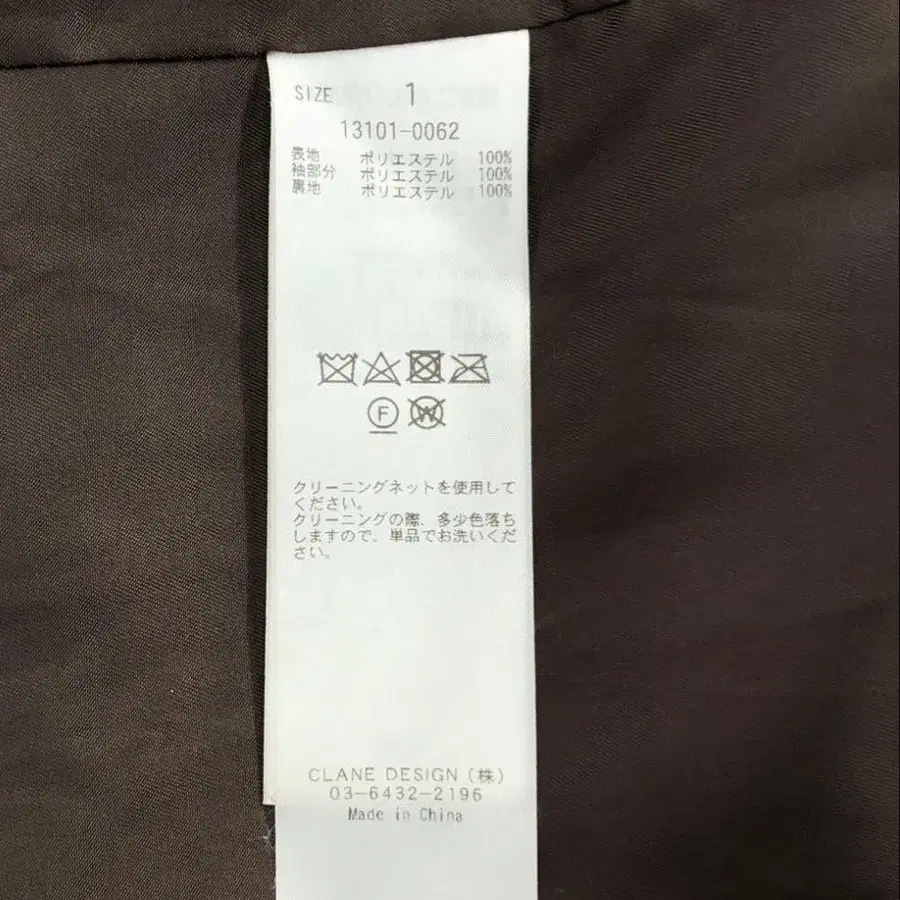 SIZE 1
13101-0062
表地 ポリエステル 100%
袖部分 ポリエステル 100%
裏地 ポリエステル 100%
F W
クリーニングネットを使用して
ください。
クリーニングの際、多少色落ち
しますので、単品でお洗いくだ
さい。
CLANE DESIGN (株)
03-6432-2196
Made in China